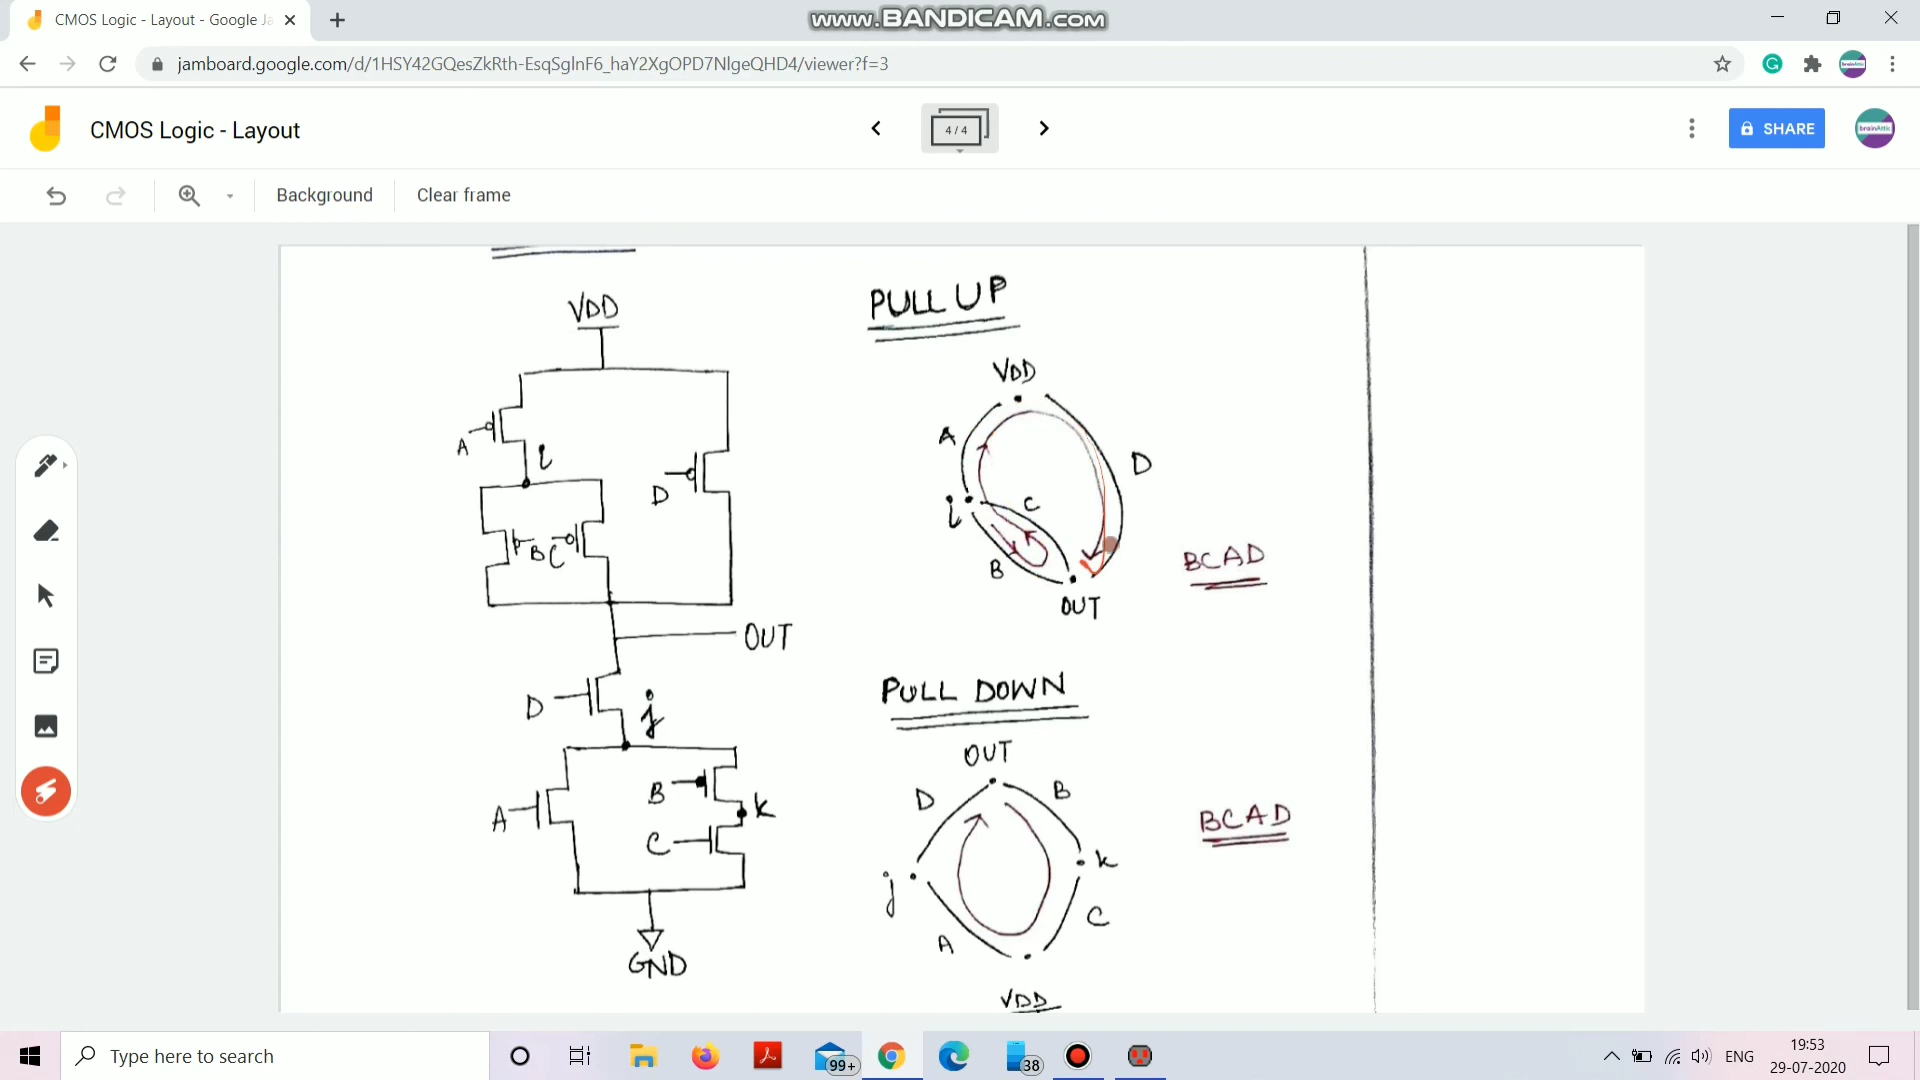 CMOS Logic - Layout - Google Ja
www.BANDICAM.com
jamboard.google.com/d/1HSY42GQesZkRth-EsqSgInF6_haY2XgOPD7NIgeQHD4/viewer?f=3
CMOS Logic - Layout
4 / 4
SHARE
brainAttic
Background
Clear frame
VDD
PULL UP
VDD
A
A
i
D
D
i
C
B
C
B
BCAD
OUT
OUT
D
j
PULL DOWN
OUT
D
B
B
k
A
C
BCAD
j
k
C
A
GND
VDD
Type here to search
99+
38
ENG
19:53
29-07-2020